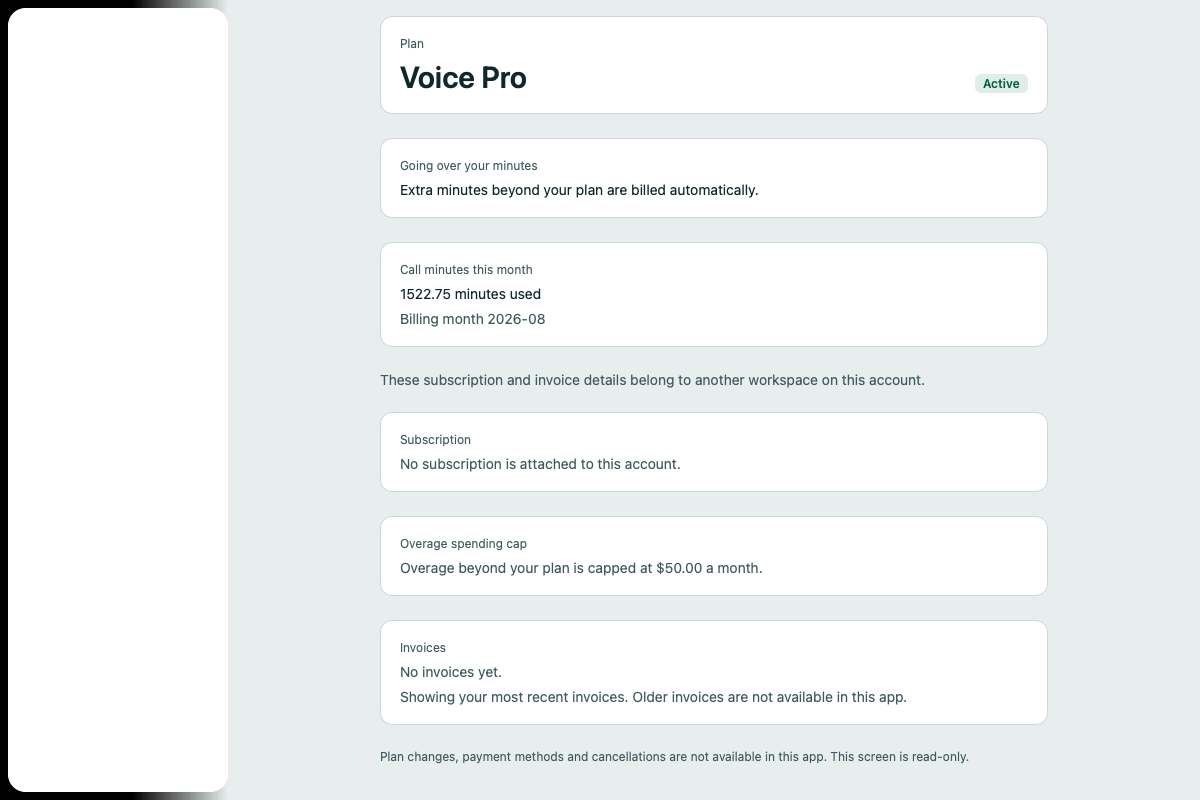 Plan
Voice Pro
Active
Going over your minutes
Extra minutes beyond your plan are billed automatically.
Call minutes this month
1522.75 minutes used
Billing month 2026-08
These subscription and invoice details belong to another workspace on this account.
Subscription
No subscription is attached to this account.
Overage spending cap
Overage beyond your plan is capped at $50.00 a month.
Invoices
No invoices yet.
Showing your most recent invoices. Older invoices are not available in this app.
Plan changes, payment methods and cancellations are not available in this app. This screen is read-only.